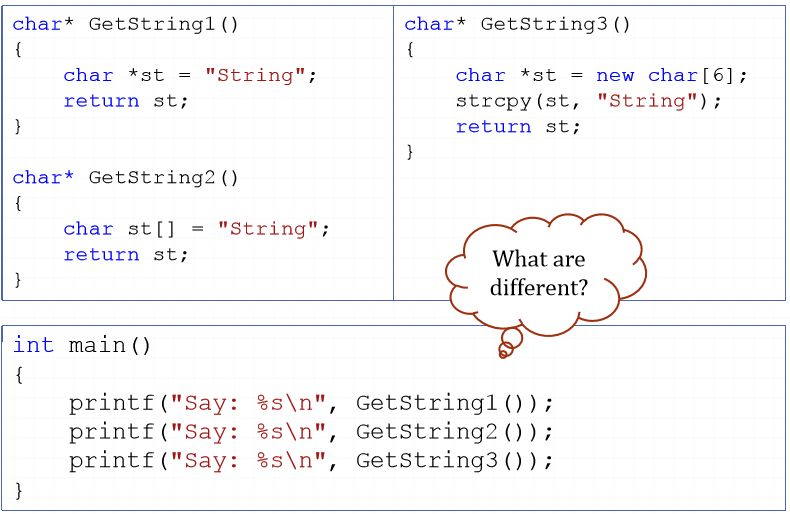 char* GetString1()
{
    char *st = "String";
    return st;
}
char* GetString2()
{
    char st[] = "String";
    return st;
}
char* GetString3()
{
    char *st = new char[6];
    strcpy(st, "String");
    return st;
}
What are
different?
int main()
{
    printf("Say: %s\n", GetString1());
    printf("Say: %s\n", GetString2());
    printf("Say: %s\n", GetString3());
}